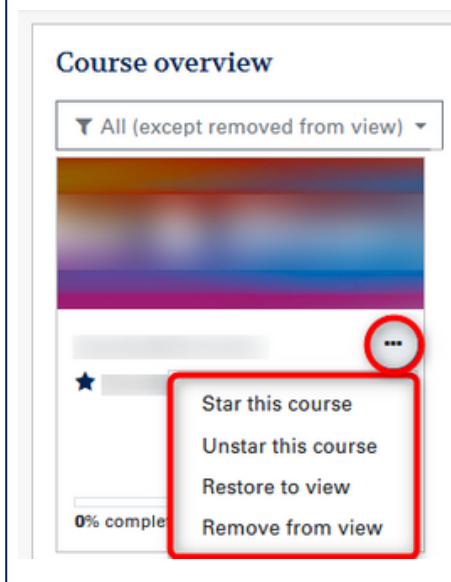 Course overview
All (except removed from view)
Star this course
Unstar this course
Restore to view
0% comple
Remove from view